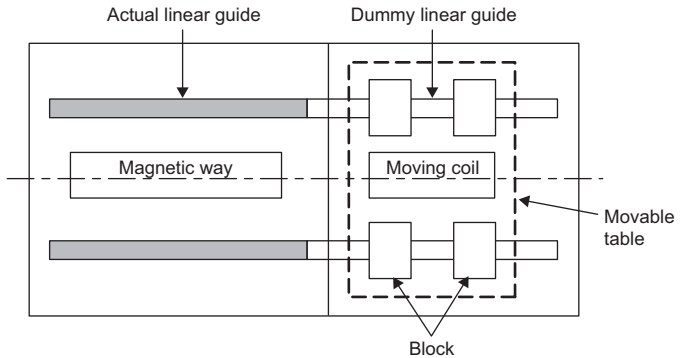 Actual linear guide
Dummy linear guide
Magnetic way
Moving coil
Movable
table
Block